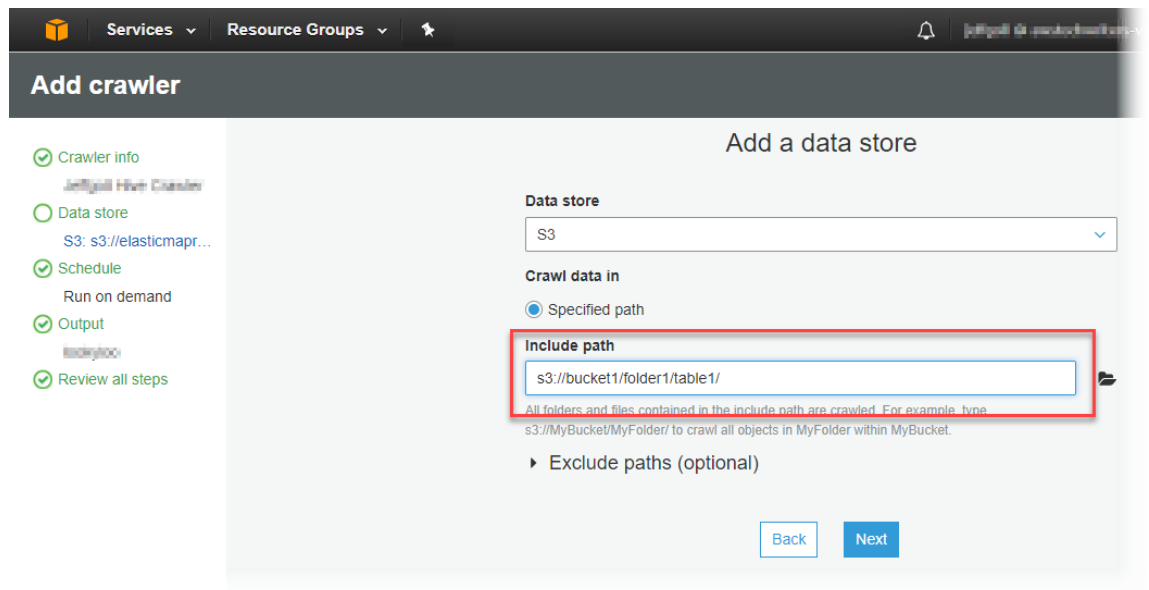 Services Resource Groups
Add crawler
Crawler info
Data store
S3: s3://elasticmapr...
Schedule
Run on demand
Output
Review all steps
Add a data store
Data store
S3
Crawl data in
Specified path
Include path
s3://bucket1/folder1/table1/
All folders and files contained in the include path are crawled. For example, type
s3://MyBucket/MyFolder/ to crawl all objects in MyFolder within MyBucket.
Exclude paths (optional)
Back Next